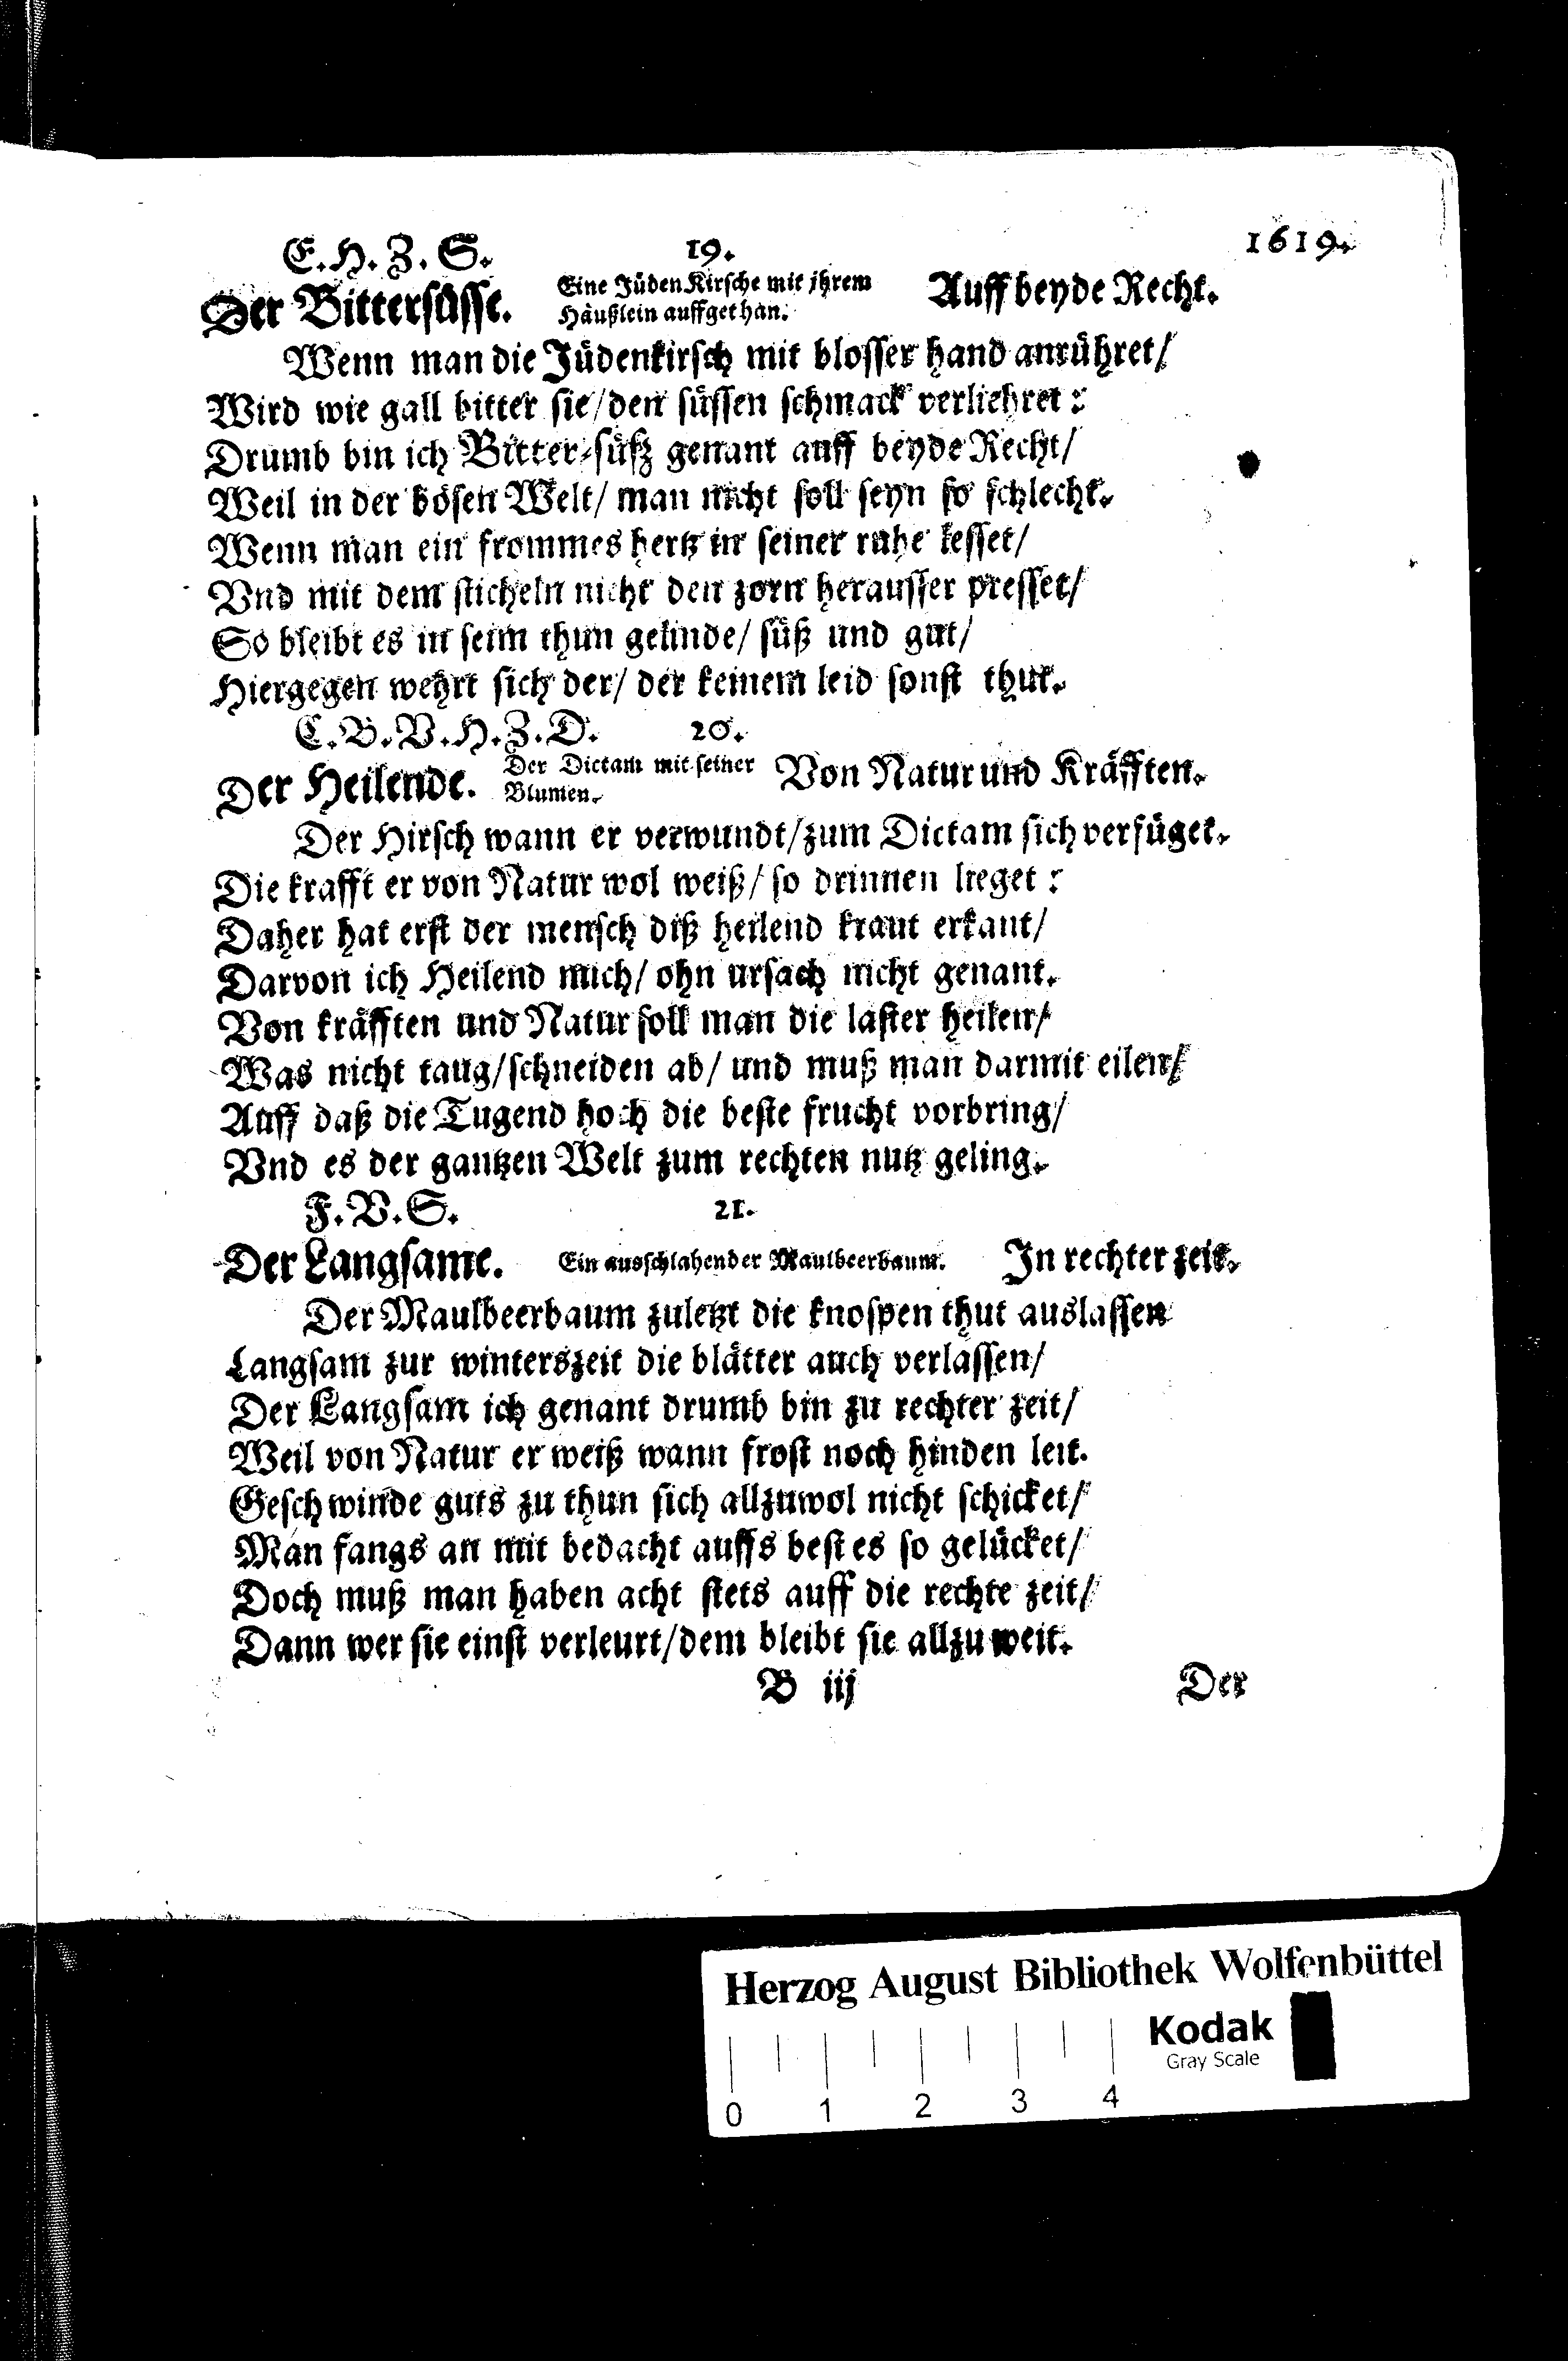 E. H. Z. S. 19. 1619.
Der Bittersüsse. Eine Jüden Kirsche mit jhrem Häußlein auffgethan. Auff beyde Recht.
Wenn man die Jüdenkirsch mit blosser hand anrühret/
Wird wie gall bitter sie/den süssen schmack verliehret:
Drumb bin ich Bitter-süß genant auff beyde Recht/
Weil in der bösen Welt/ man nicht soll seyn so schlecht.
Wenn man ein frommes hertz in seiner ruhe lesset/
Vnd mit dem sticheln nicht den zorn herausser presset/
So bleibt es in seim thun gelinde/ süß und gut/
Hiergegen wehrt sich der/ der keinem leid sonst thut.
C. B. V. H. Z. D. 20.
Der Heilende. Der Dictam mit seiner Blumen. Von Natur und Kräfften.
Der Hirsch wann er verwundt/zum Dictam sich verfüget.
Die krafft er von Natur wol weiß/ so drinnen lieget:
Daher hat erst der mensch diß heilend kraut erkant/
Darvon ich Heilend mich/ ohn ursach nicht genant.
Von kräfften und Natur soll man die laster heilen/
Was nicht taug/schneiden ab/ und muß man darmit eilen/
Auff daß die Tugend hoch die beste frucht vorbring/
Vnd es der gantzen Welt zum rechten nutz geling.
F. V. S. 21.
Der Langsame. Ein ausschlahender Maulbeerbaum. In rechter zeit.
Der Maulbeerbaum zuletzt die knospen thut auslassen
Langsam zur winterszeit die blätter auch verlassen/
Der Langsam ich genant drumb bin zu rechter zeit/
Weil von Natur er weiß wann frost noch hinden leit.
Geschwinde guts zu thun sich allzuwol nicht schicket/
Man fangs an mit bedacht auffs best es so gelücket/
Doch muß man haben acht stets auff die rechte zeit/
Dann wer sie einst verleurt/dem bleibt sie allzu weit.
B iij Der
Herzog August Bibliothek Wolfenbüttel
Kodak
Gray Scale
0 1 2 3 4